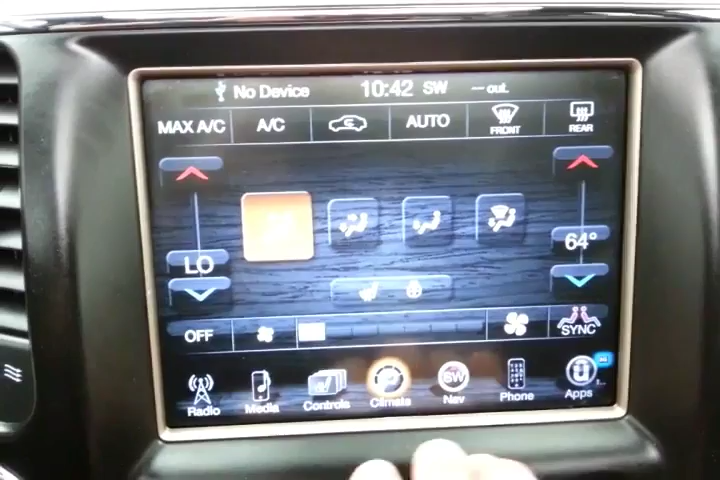 No Device 10:42 SW -- out.
MAX A/C A/C AUTO FRONT REAR
LO 64°
OFF SYNC
SW
Radio Media Controls Climate Nav Phone Apps